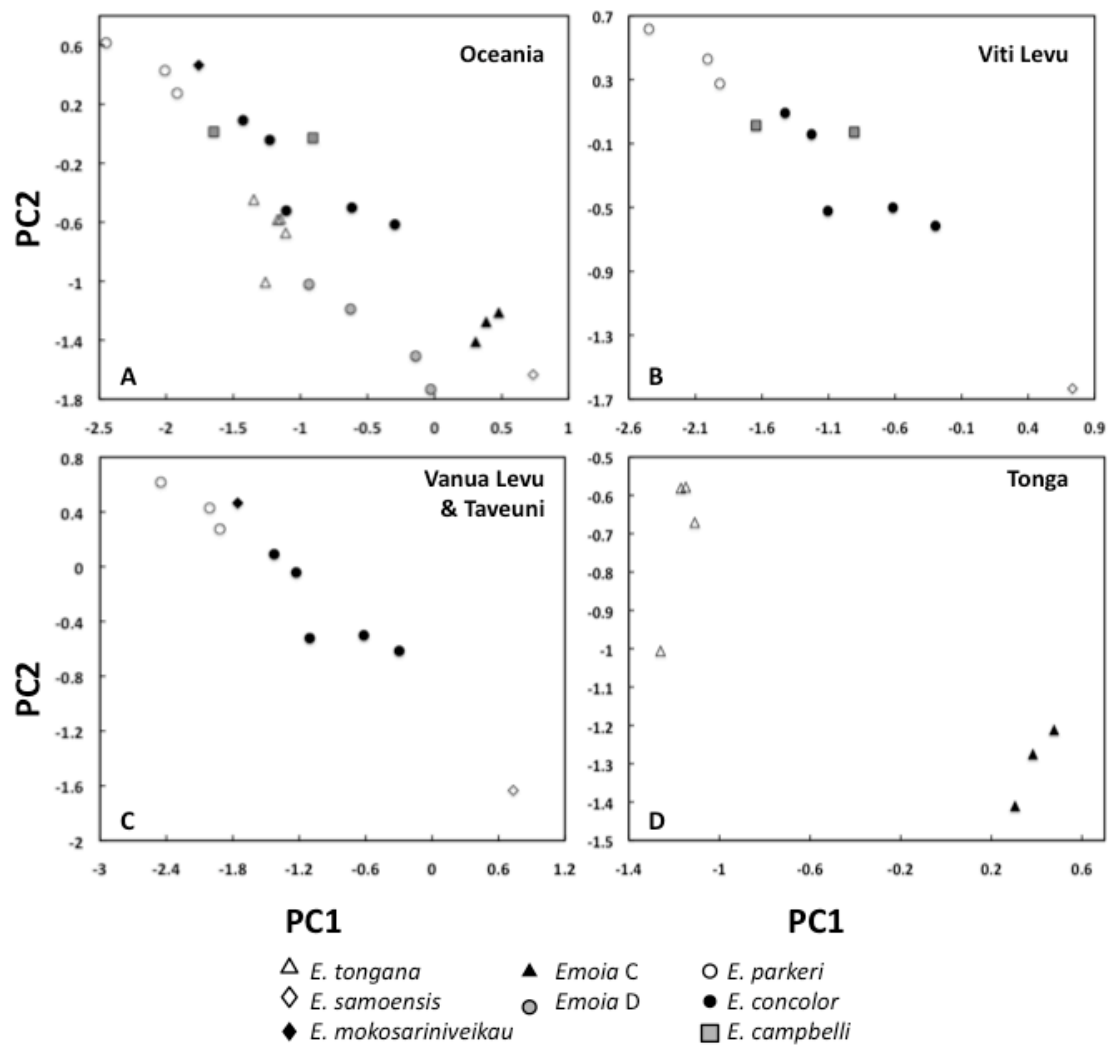 Oceania
Viti Levu
0.6
0.2
-0.2
-0.6
-1
-1.4
-1.8
A
-2.5 -2 -1.5 -1 -0.5 0 0.5 1
PC2
0.7
0.3
-0.1
-0.5
-0.9
-1.3
-1.7
B
-2.6 -2.1 -1.6 -1.1 -0.6 -0.1 0.4 0.9
Vanua Levu
& Taveuni
0.8
0.4
0
-0.4
-0.8
-1.2
-1.6
-2
C
-3 -2.4 -1.8 -1.2 -0.6 0 0.6 1.2
PC2
PC1
Tonga
-0.5
-0.6
-0.7
-0.8
-0.9
-1
-1.1
-1.2
-1.3
-1.4
-1.5
D
-1.4 -1 -0.6 -0.2 0.2 0.6
PC1
E. tongana Emoia C E. parkeri
E. samoensis Emoia D E. concolor
E. mokosariniveikau E. campbelli